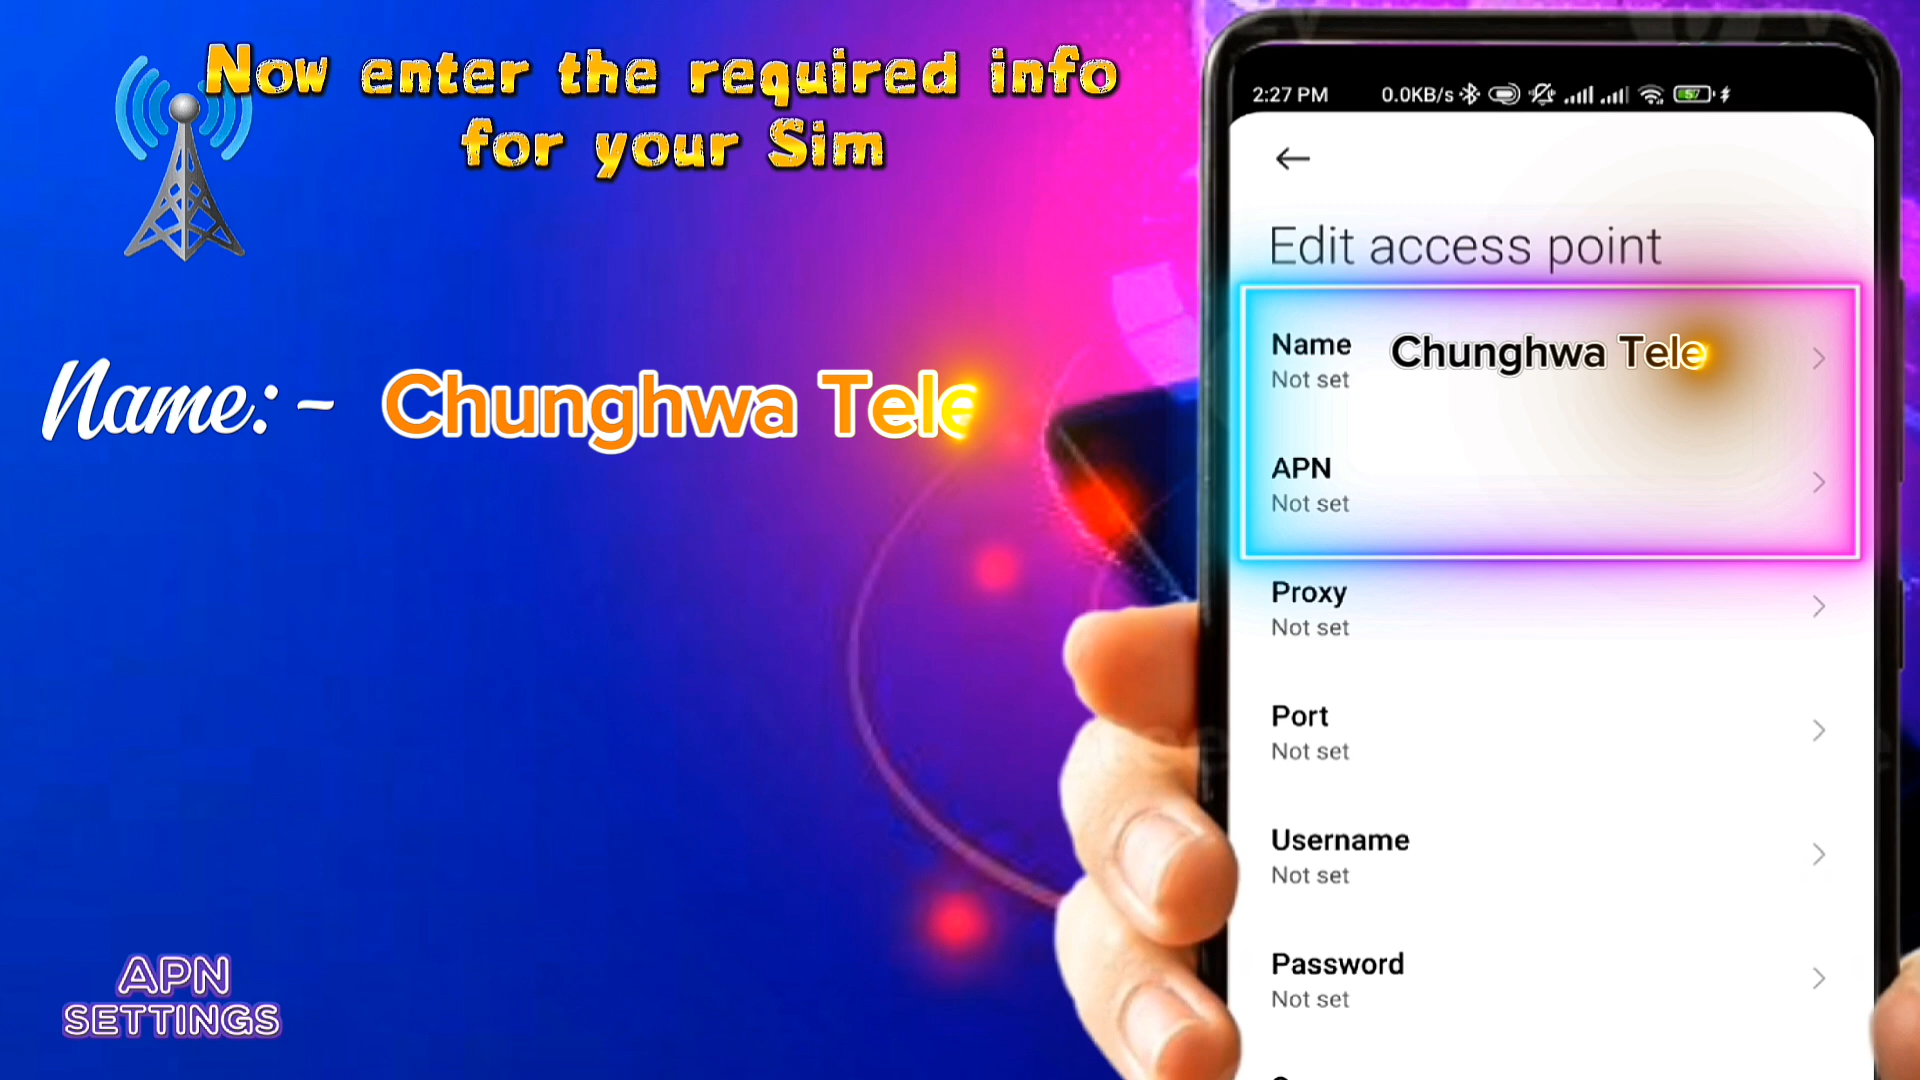 Now enter the required info
for your Sim
Name:- Chunghwa Tele
APN
SETTINGS
2:27 PM 0.0KB/s 57
Edit access point
Name Chunghwa Tele
Not set
APN
Not set
Proxy
Not set
Port
Not set
Username
Not set
Password
Not set